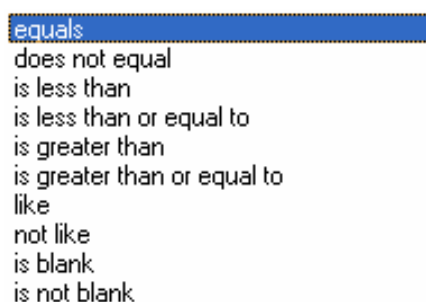 equals
does not equal
is less than
is less than or equal to
is greater than
is greater than or equal to
like
not like
is blank
is not blank